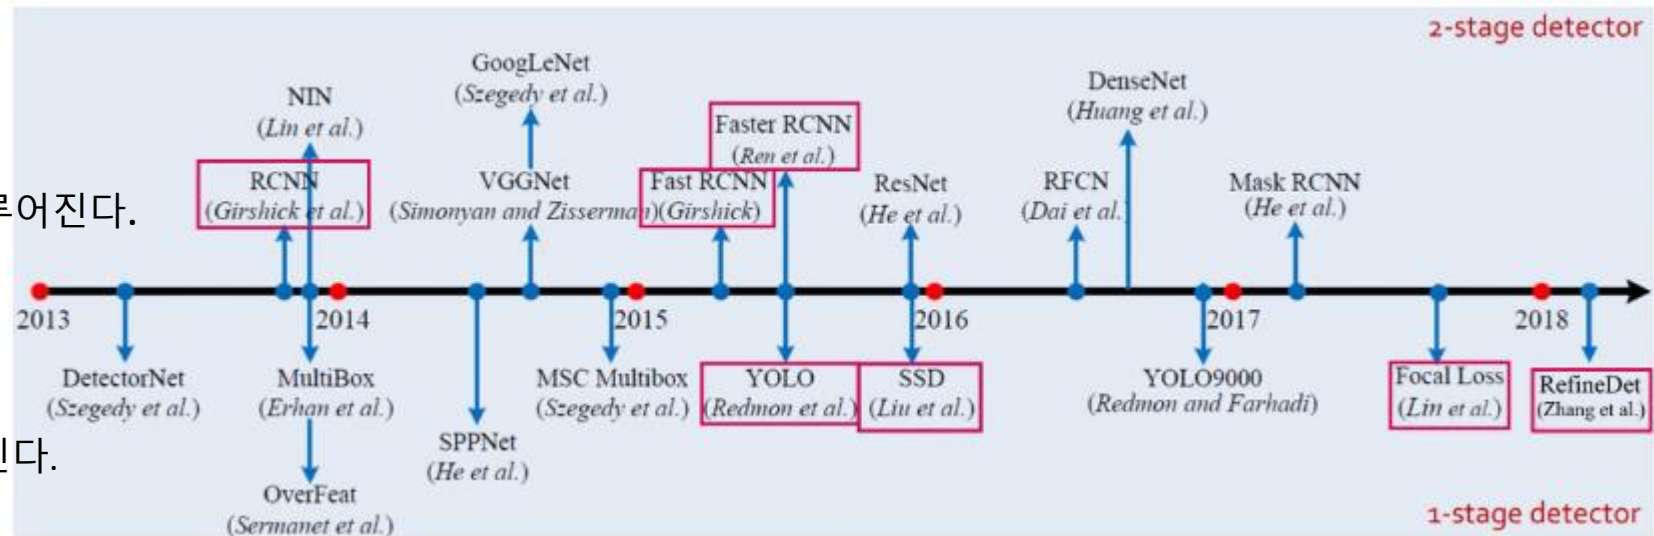 2-stage detector
GoogLeNet
(Szegedy et al.)
DenseNet
(Huang et al.)
NIN
(Lin et al.)
Faster RCNN
(Ren et al.)
RCNN
(Girshick et al.)
VGGNet
(Simonyan and Zisserman)
Fast RCNN
(Girshick)
ResNet
(He et al.)
RFCN
(Dai et al.
Mask RCNN
(He et al.)
어진다.
2013
2014
2015
2016
2017
2018
DetectorNet
(Szegedy et al.)
MultiBox
(Erhan et al.)
MSC Multibox
(Szegedy et al.)
YOLO
(Redmon et al.)
SSD
(Liu et al.)
YOLO9000
(Redmon and Farhadi)
Focal Loss
(Lin et al.)
RefineDet
(Zhang et al.)
SPPNet
(He et al.)
다.
OverFeat
(Sermanet et al.)
1-stage detector